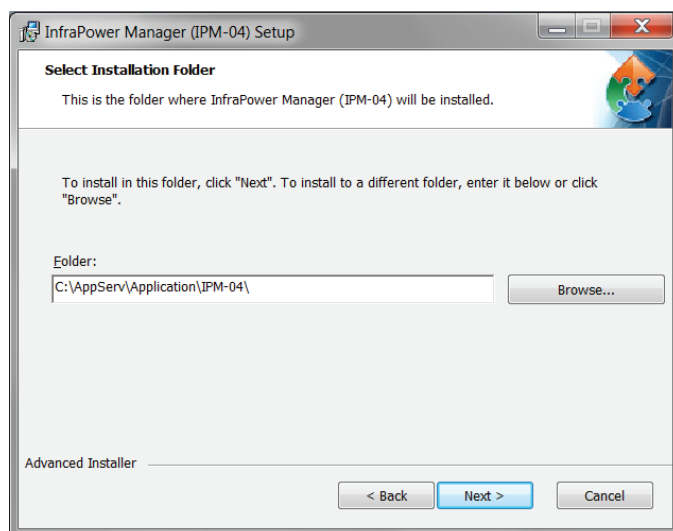 InfraPower Manager (IPM-04) Setup
Select Installation Folder
This is the folder where InfraPower Manager (IPM-04) will be installed.
To install in this folder, click "Next". To install to a different folder, enter it below or click
"Browse".
Folder:
C:\AppServ\Application\IPM-04\
Browse...
Advanced Installer
< Back
Next >
Cancel